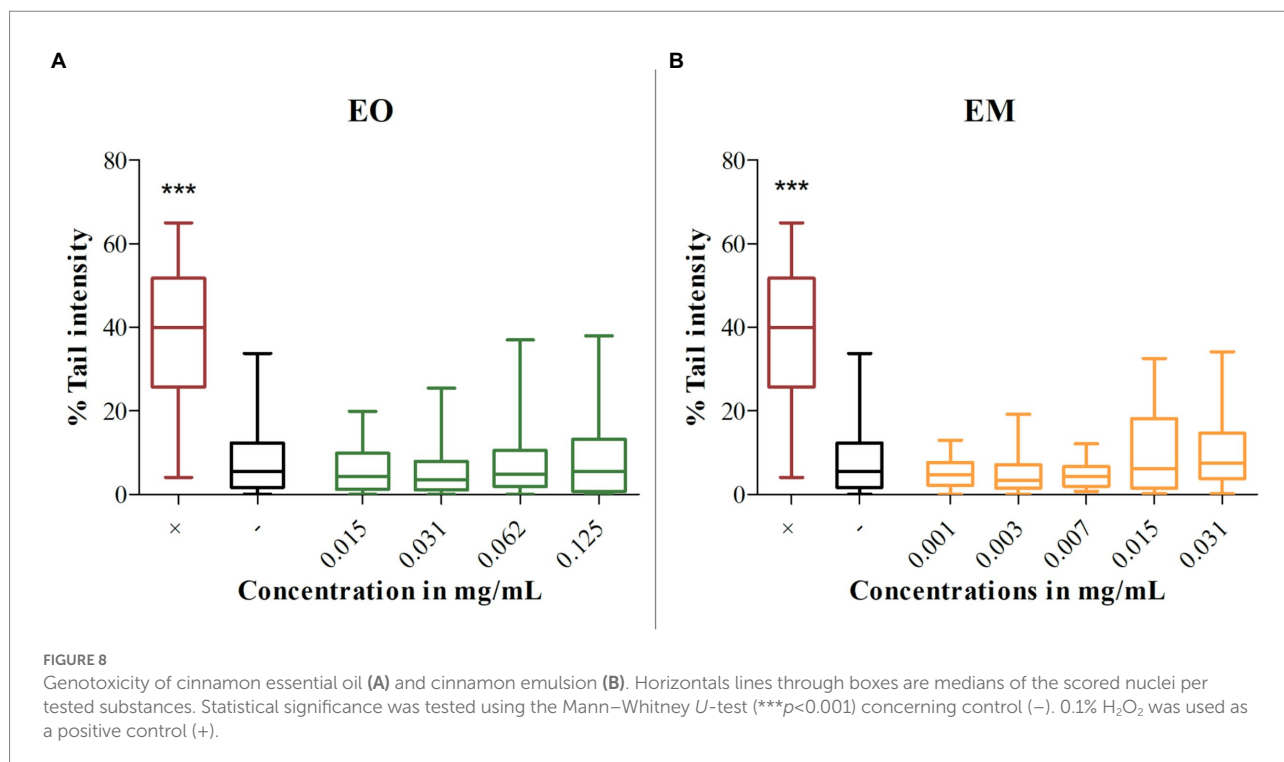 A
EO
80
60
40
20
0
% Tail intensity
***
×
-
0.015
0.031
0.062
0.125
Concentration in mg/mL
B
EM
80
60
40
20
0
% Tail intensity
***
×
-
0.001
0.003
0.007
0.015
0.031
Concentrations in mg/mL
FIGURE 8
Genotoxicity of cinnamon essential oil (A) and cinnamon emulsion (B). Horizontals lines through boxes are medians of the scored nuclei per
tested substances. Statistical significance was tested using the Mann–Whitney U-test (***p<0.001) concerning control (−). 0.1% H₂O₂ was used as
a positive control (+).